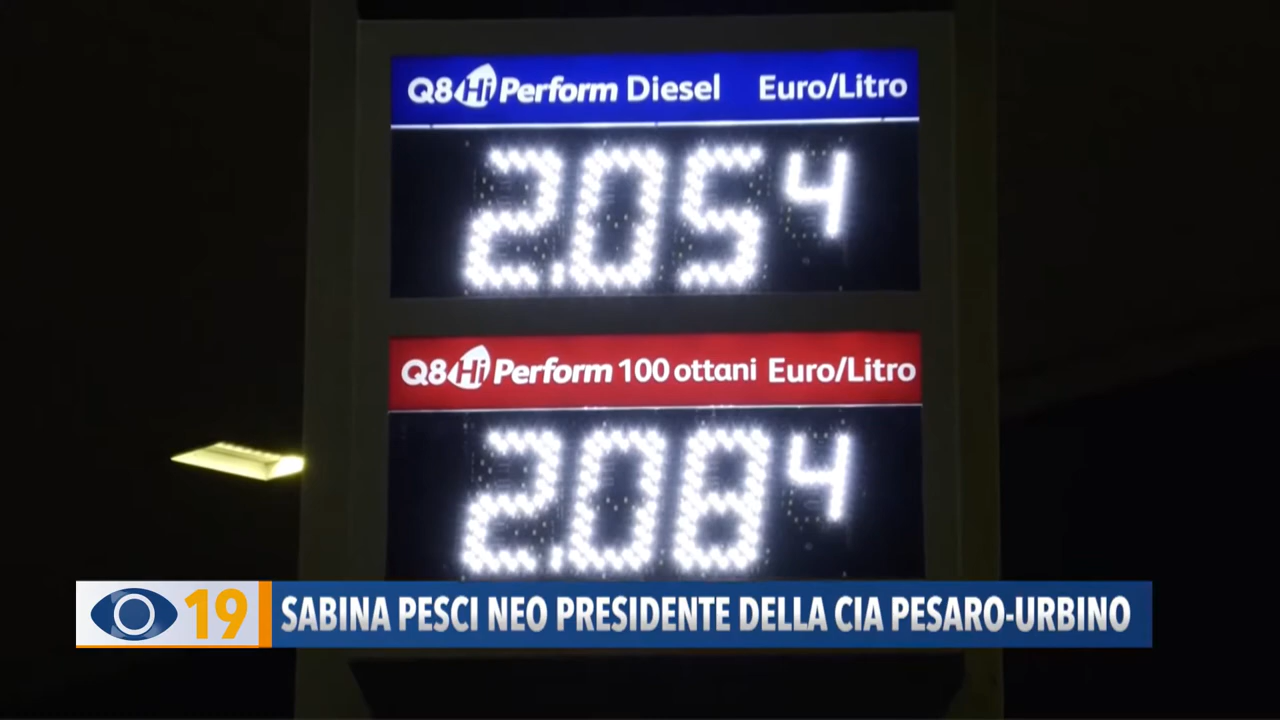 Q8 Hi Perform Diesel Euro/Litro
2.054
Q8 Hi Perform 100 ottani Euro/Litro
2.084
19 SABINA PESCI NEO PRESIDENTE DELLA CIA PESARO-URBINO